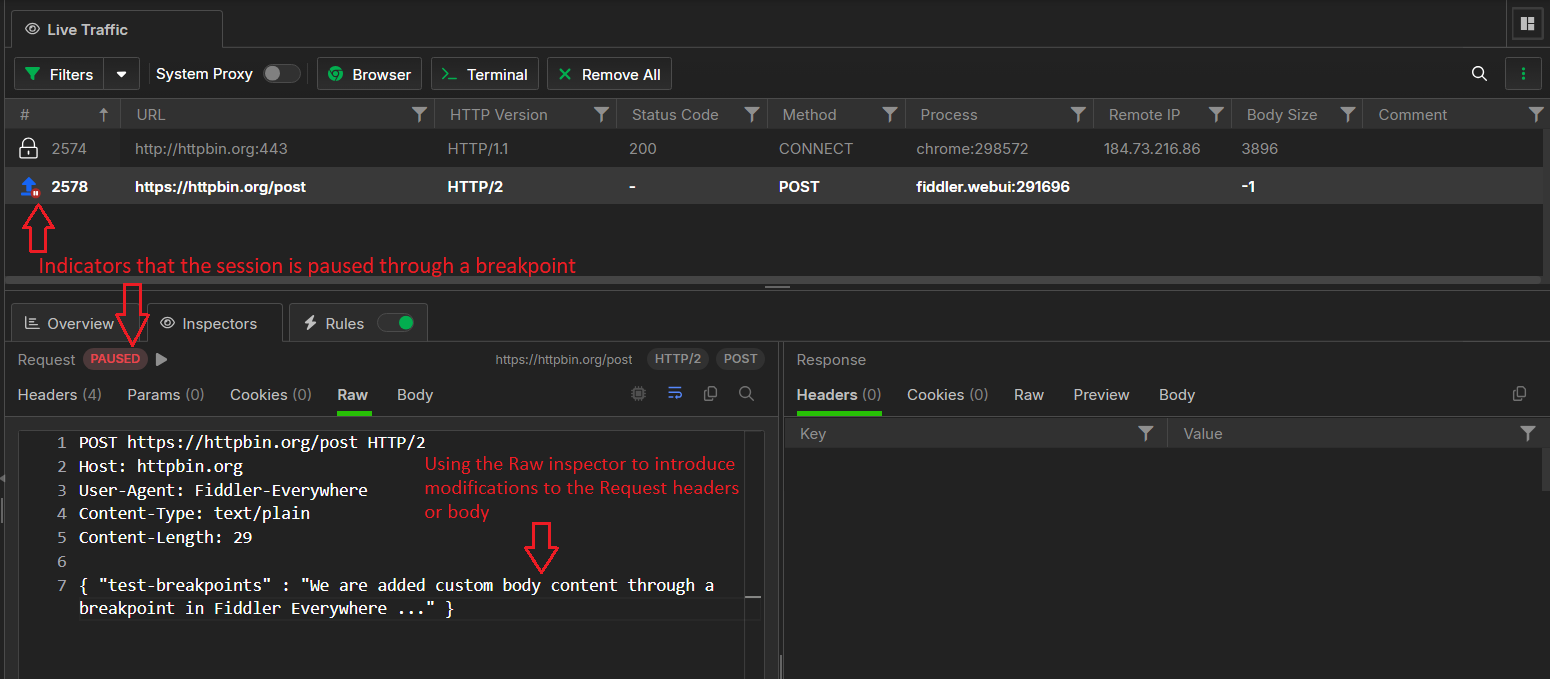 Live Traffic
Filters System Proxy Browser Terminal Remove All
# URL HTTP Version Status Code Method Process Remote IP Body Size Comment
2574 http://httpbin.org:443 HTTP/1.1 200 CONNECT chrome:298572 184.73.216.86 3896
2578 https://httpbin.org/post HTTP/2 - POST fiddler.webui:291696 -1
Indicators that the session is paused through a breakpoint
Overview Inspectors Rules
Request PAUSED https://httpbin.org/post HTTP/2 POST Response
Headers (4) Params (0) Cookies (0) Raw Body Headers (0) Cookies (0) Raw Preview Body
Key Value
1 POST https://httpbin.org/post HTTP/2
2 Host: httpbin.org
3 User-Agent: Fiddler-Everywhere
4 Content-Type: text/plain
5 Content-Length: 29
6
Using the Raw inspector to introduce
modifications to the Request headers
or body
7 { "test-breakpoints" : "We are added custom body content through a
breakpoint in Fiddler Everywhere ..." }